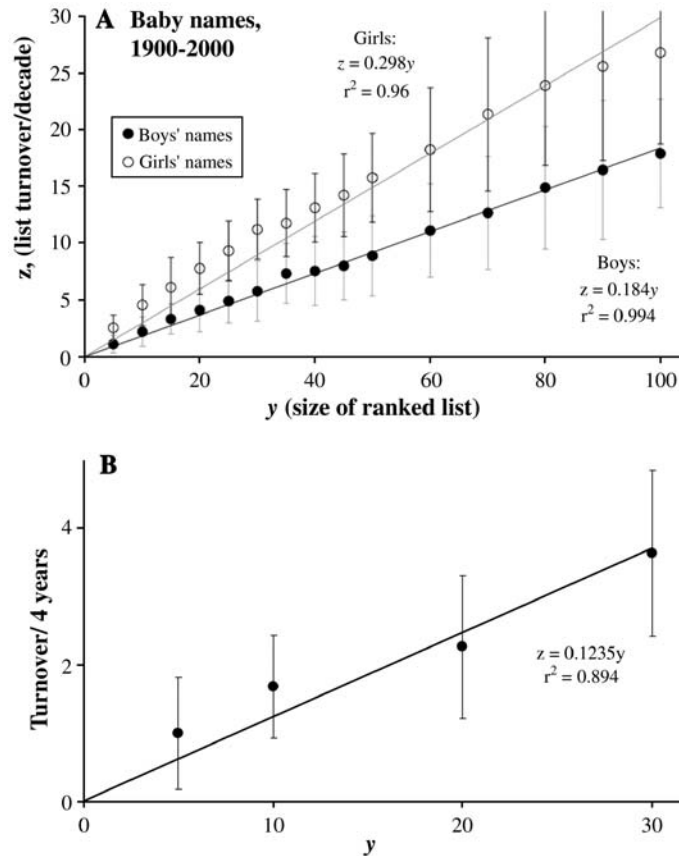 A Baby names,
1900-2000
Girls:
z = 0.298y
r² = 0.96
Boys' names
Girls' names
Boys:
z = 0.184y
r² = 0.994
z, (list turnover/decade)
30
25
20
15
10
5
0
0 20 40 60 80 100
y (size of ranked list)
B
Turnover/ 4 years
4
2
0
z = 0.1235y
r² = 0.894
0 10 20 30
y